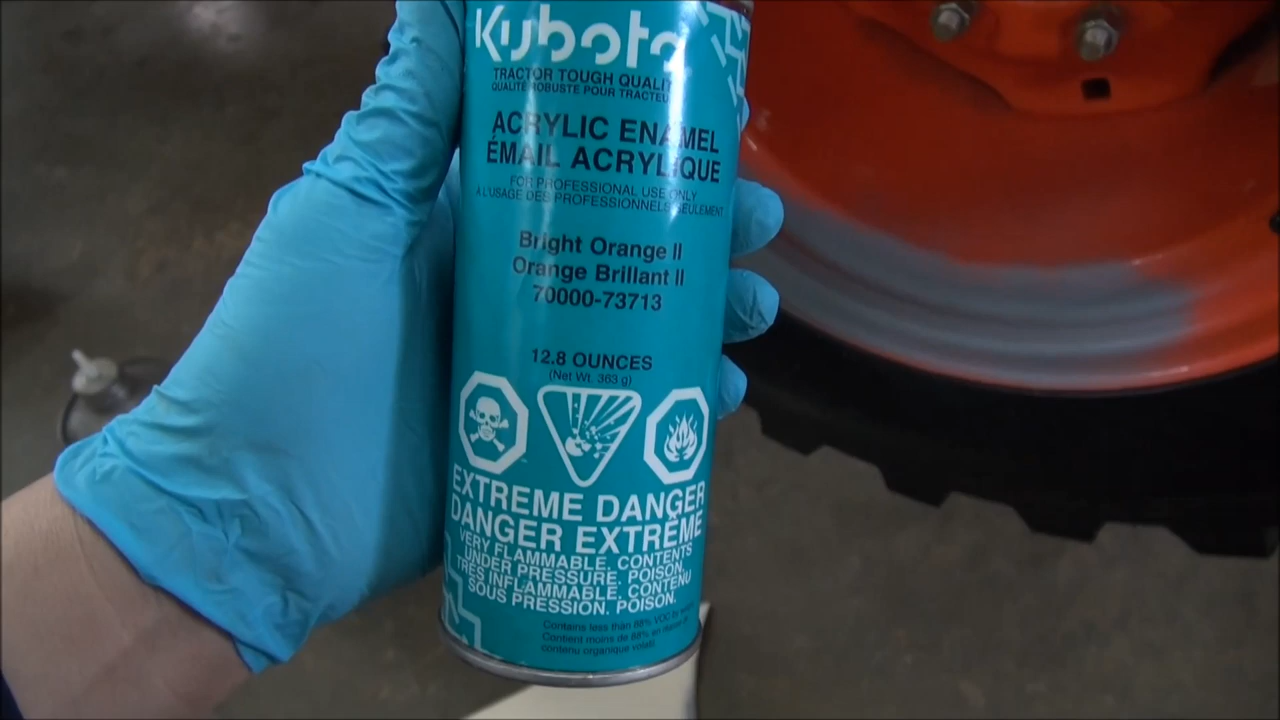 Kubota
TRACTOR TOUGH QUALITY
QUALITÉ ROBUSTE POUR TRACTEUR
ACRYLIC ENAMEL
ÉMAIL ACRYLIQUE
FOR PROFESSIONAL USE ONLY
À L'USAGE DES PROFESSIONNELS SEULEMENT
Bright Orange II
Orange Brillant II
70000-73713
12.8 OUNCES
(Net Wt. 363 g)
EXTREME DANGER
DANGER EXTRÊME
VERY FLAMMABLE. CONTENTS
UNDER PRESSURE. POISON.
TRÈS INFLAMMABLE. CONTENU
SOUS PRESSION. POISON.
Contains less than 88% VOC by
Contient moins de 88% en
contenu organique volatil